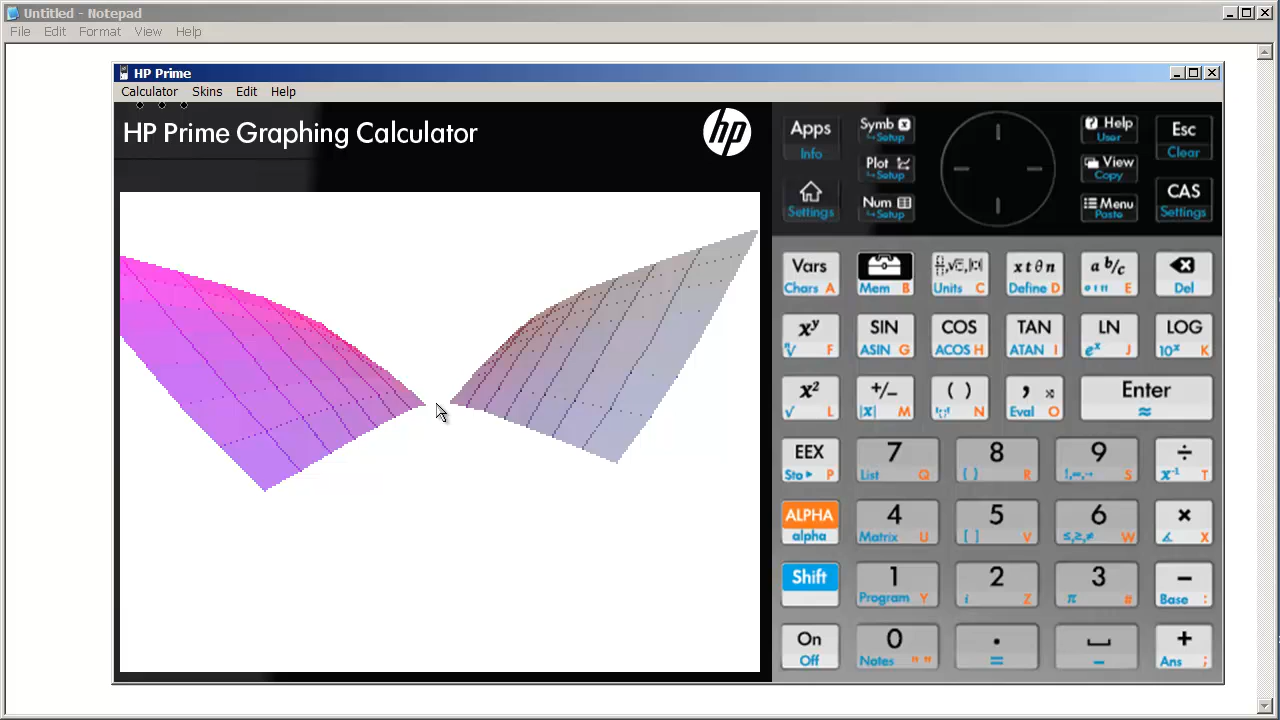 Untitled - Notepad
File Edit Format View Help
HP Prime
Calculator Skins Edit Help
HP Prime Graphing Calculator
hp
Apps
Info
Symb
Setup
Help
User
Esc
Clear
Plot
Setup
View
Copy
Settings
Num
Setup
Menu
Paste
CAS
Settings
Vars
Chars A
Mem B
Units C
x t θ n
Define D
a b/c
E
Del
xʸ
F
SIN
ASIN G
COS
ACOS H
TAN
ATAN I
LN
eˣ J
LOG
10ˣ K
x²
√ L
+/−
|x| M
( )
N
,
Eval O
Enter
≈
EEX
Sto ▸ P
7
List Q
8
{ } R
9
S
÷
x⁻¹ T
ALPHA
alpha
4
Matrix U
5
[ ] V
6
≤,≥,≠ W
×
∡ X
Shift
1
Program Y
2
i Z
3
π #
−
Base :
On
Off
0
Notes " "
.
=
_
+
Ans ;